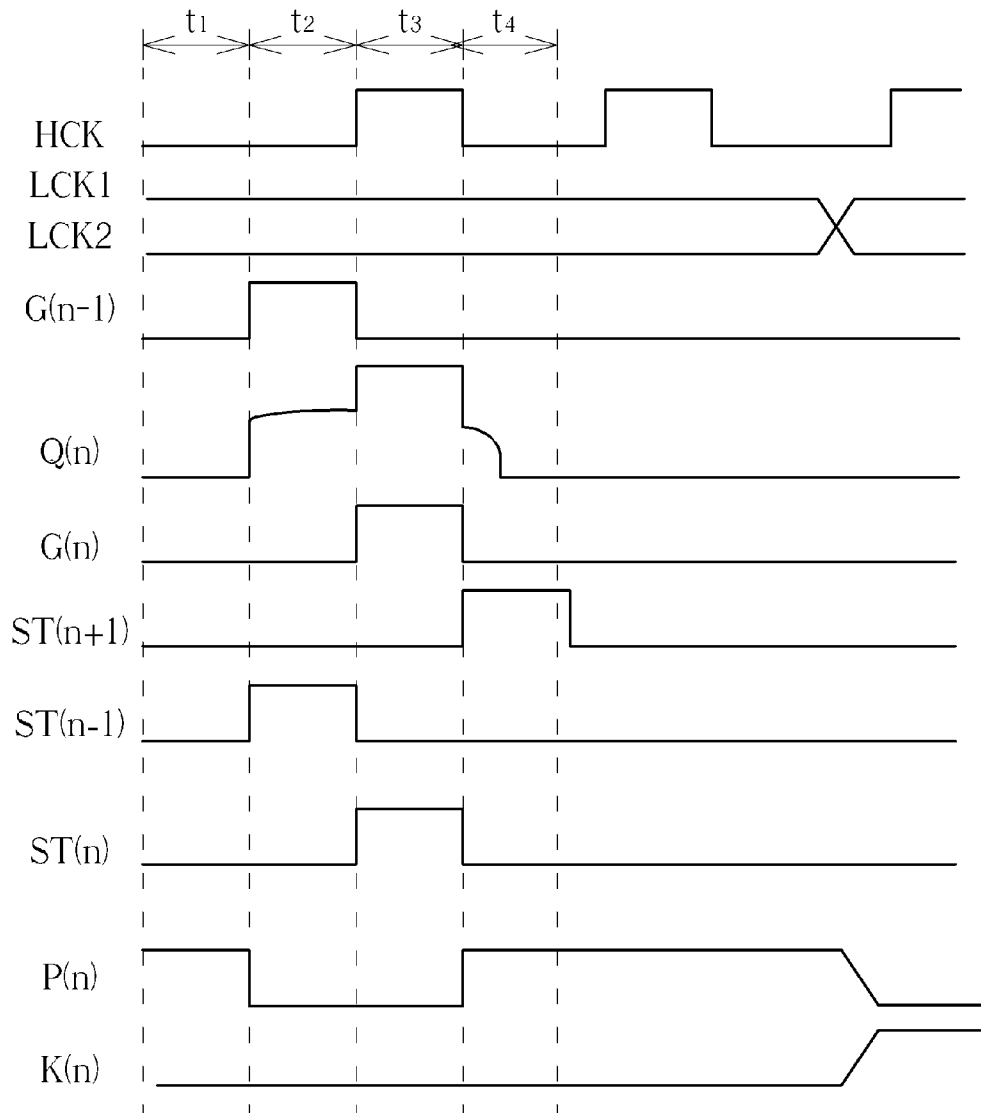 t1 t2 t3 t4
HCK
LCK1
LCK2
G(n-1)
Q(n)
G(n)
ST(n+1)
ST(n-1)
ST(n)
P(n)
K(n)